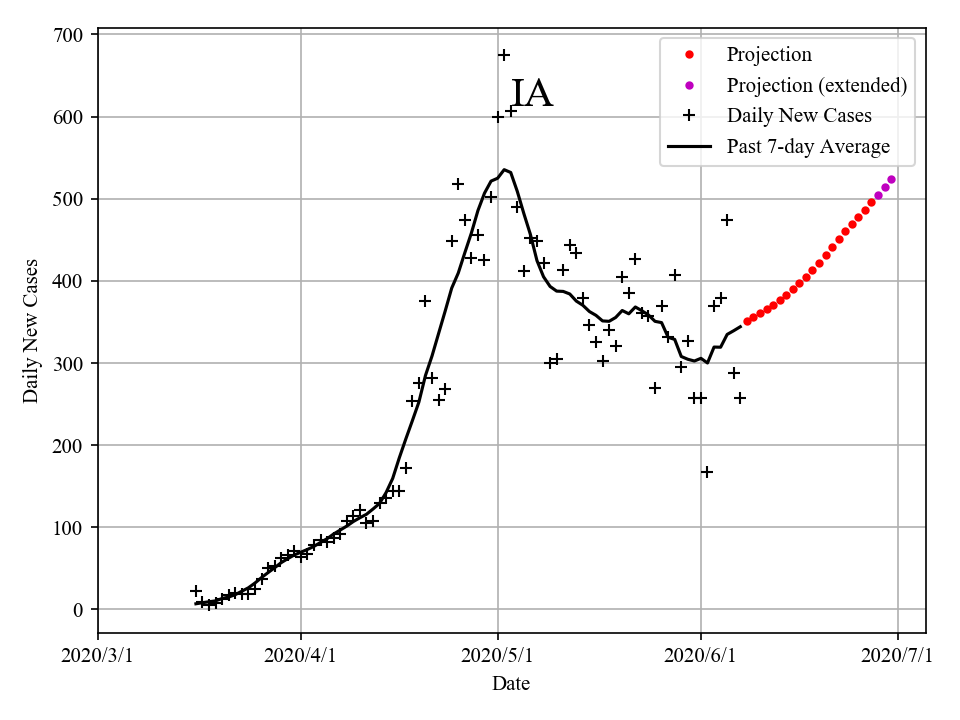 700
600
500
400
300
200
100
0
Daily New Cases
IA
Projection
Projection (extended)
Daily New Cases
Past 7-day Average
2020/3/1 2020/4/1 2020/5/1 2020/6/1 2020/7/1
Date